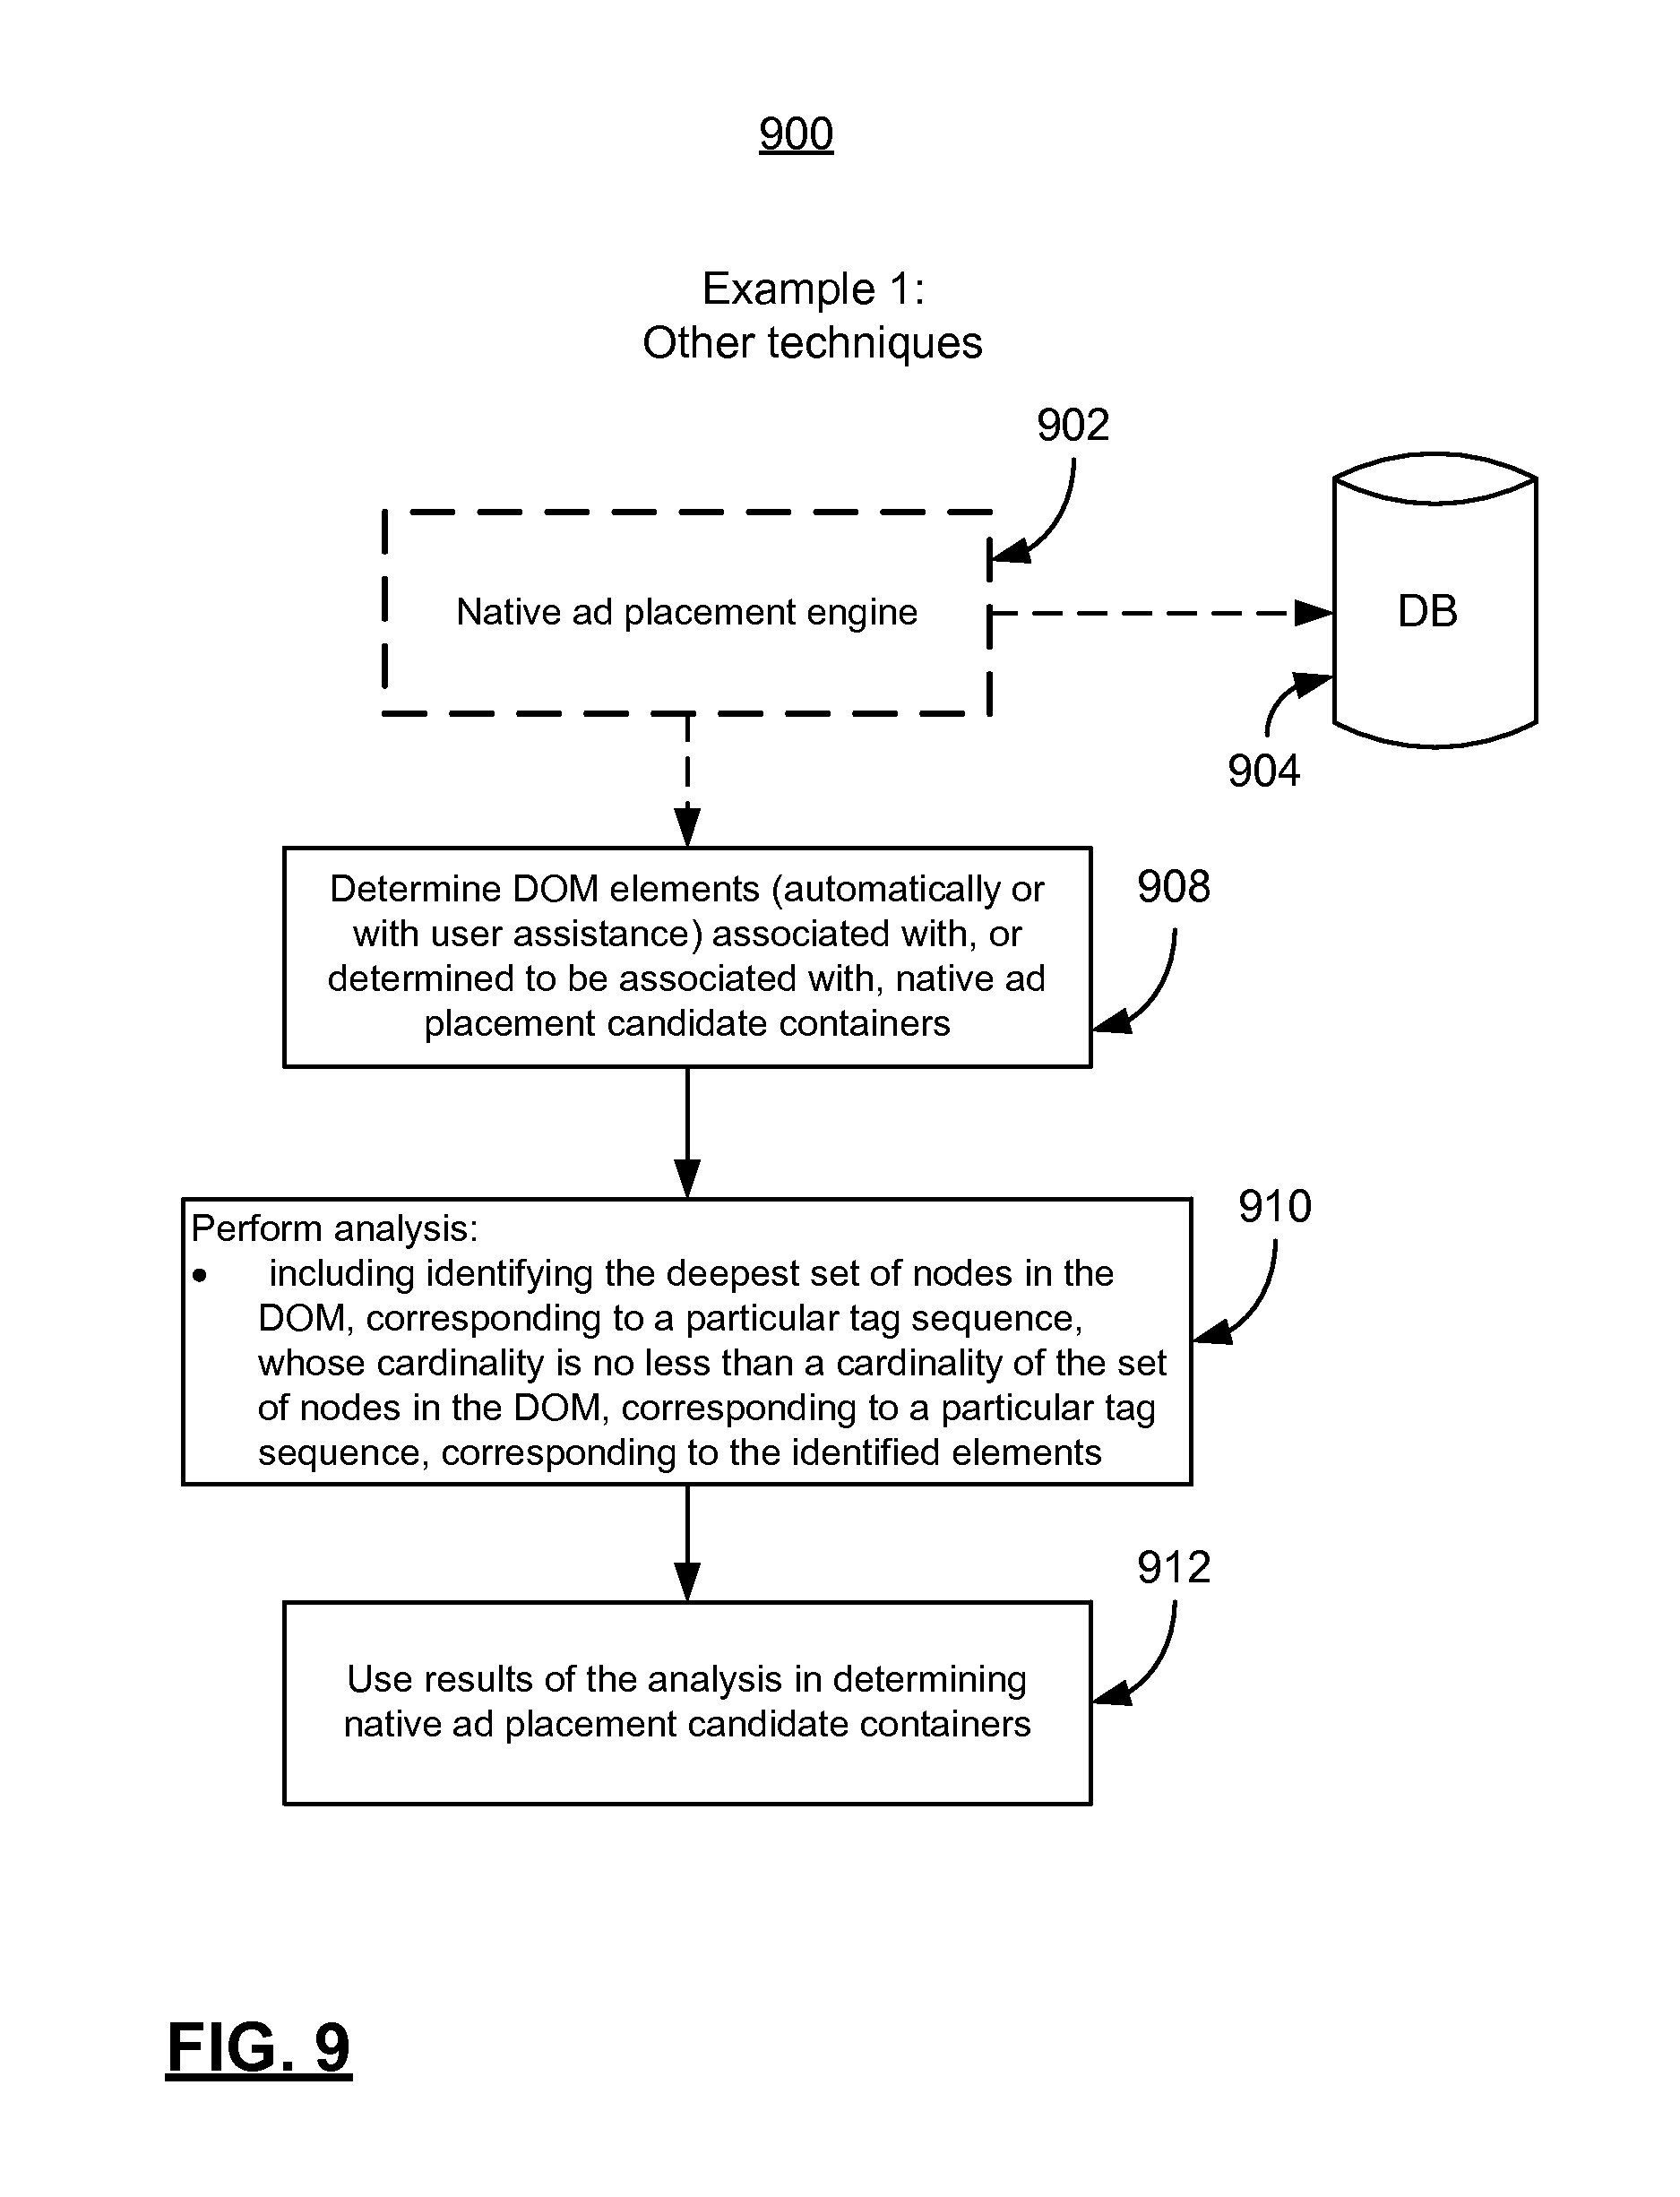 900
Example 1:
Other techniques
902
Native ad placement engine
DB
904
Determine DOM elements (automatically or
with user assistance) associated with, or
determined to be associated with, native ad
placement candidate containers
908
Perform analysis:
• including identifying the deepest set of nodes in the
DOM, corresponding to a particular tag sequence,
whose cardinality is no less than a cardinality of the set
of nodes in the DOM, corresponding to a particular tag
sequence, corresponding to the identified elements
910
Use results of the analysis in determining
native ad placement candidate containers
912
FIG. 9